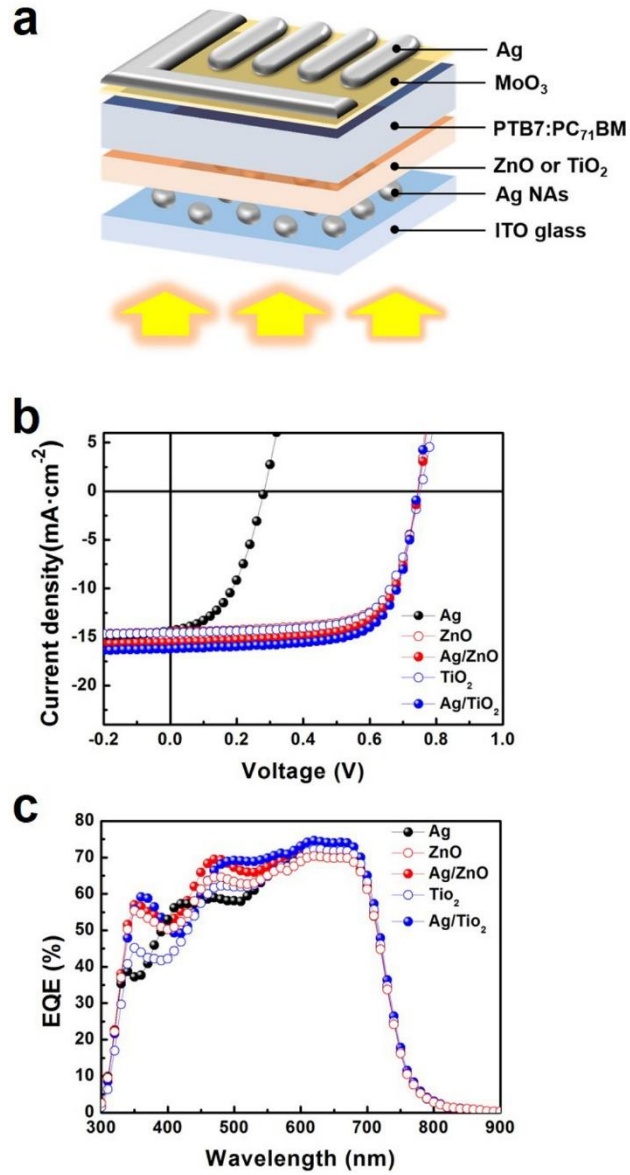 a
Ag
MoO₃
PTB7:PC₇₁BM
ZnO or TiO₂
Ag NAs
ITO glass
b
Current density(mA·cm⁻²)
5
0
-5
-10
-15
-20
-0.2 0.0 0.2 0.4 0.6 0.8 1.0
Voltage (V)
Ag
ZnO
Ag/ZnO
TiO₂
Ag/TiO₂
c
EQE (%)
80
70
60
50
40
30
20
10
0
300 400 500 600 700 800 900
Wavelength (nm)
Ag
ZnO
Ag/ZnO
Tio₂
Ag/Tio₂